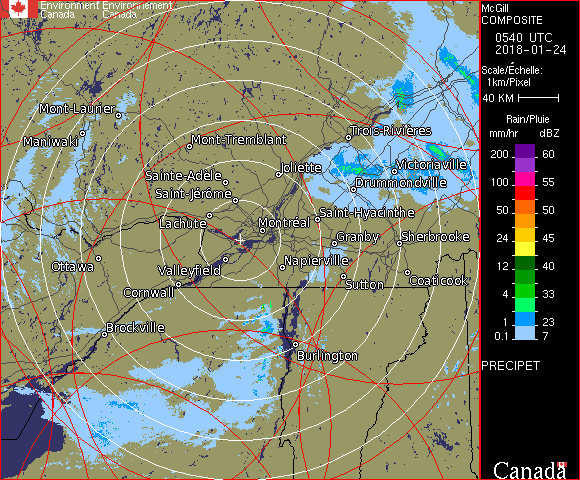 Environment Environnement
Canada Canada
McGill
COMPOSITE
0540 UTC
2018-01-24
Scale/Échelle:
1km/Pixel
40 KM
Rain/Pluie
mm/hr dBZ
200 60
55
100 55
50 50
24 45
12 40
4 33
1 23
0.1 7
PRECIPET
Canada
Mont-Laurier
Maniwaki
Mont-Tremblant
Trois-Rivières
Sainte-Adèle
Joliette
Victoriaville
Drummondville
Saint-Jérôme
Lachute
Montréal
Saint-Hyacinthe
Granby
Sherbrooke
Ottawa
Valleyfield
Napierville
Cornwall
Sutton
Coaticook
Brockville
Burlington